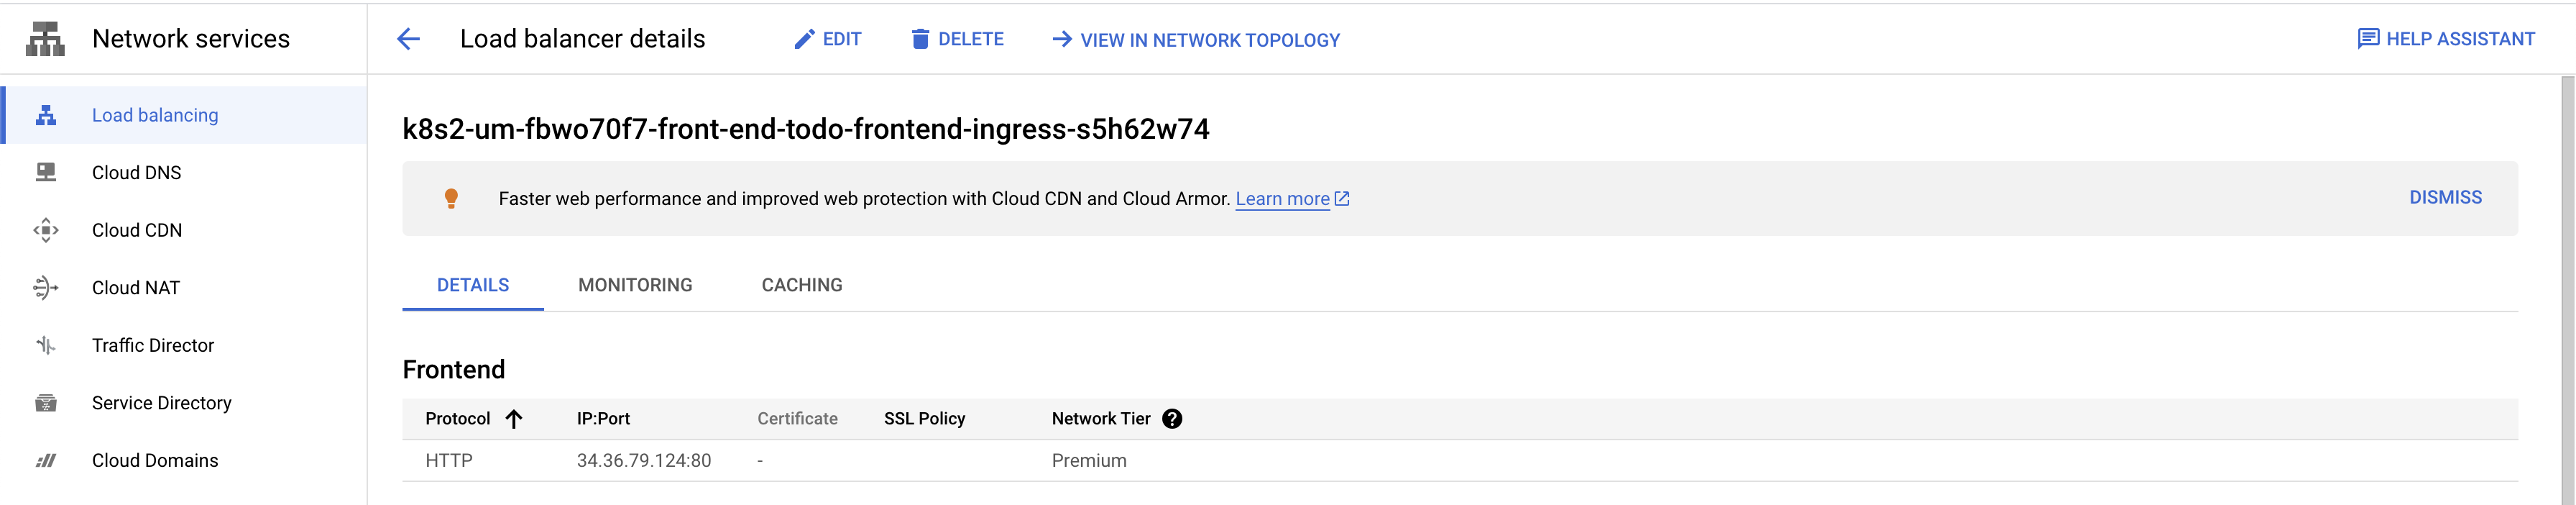 Network services
Load balancer details EDIT DELETE VIEW IN NETWORK TOPOLOGY HELP ASSISTANT
Load balancing
Cloud DNS
Cloud CDN
Cloud NAT
Traffic Director
Service Directory
Cloud Domains
k8s2-um-fbwo70f7-front-end-todo-frontend-ingress-s5h62w74
Faster web performance and improved web protection with Cloud CDN and Cloud Armor. Learn more DISMISS
DETAILS MONITORING CACHING
Frontend
Protocol IP:Port Certificate SSL Policy Network Tier ?
HTTP 34.36.79.124:80 - Premium